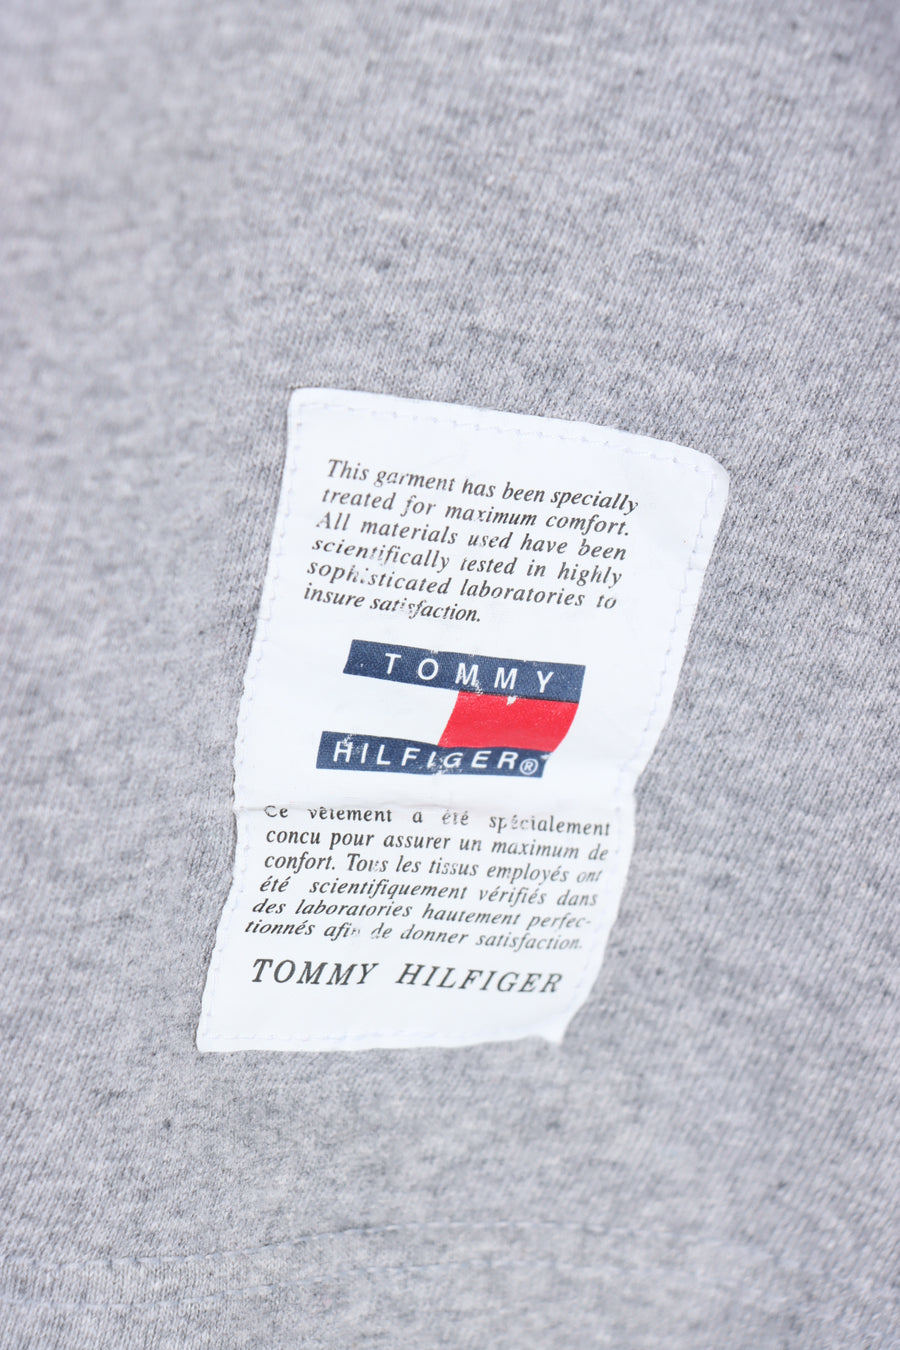 This garment has been specially
treated for maximum comfort.
All materials used have been
scientifically tested in highly
sophisticated laboratories to
insure satisfaction.
TOMMY
HILFIGER®
Ce vêtement a été spécialement
concu pour assurer un maximum de
confort. Tous les tissus employés ont
été scientifiquement vérifiés dans
des laboratories hautement perfec-
tionnés afin de donner satisfaction.
TOMMY HILFIGER